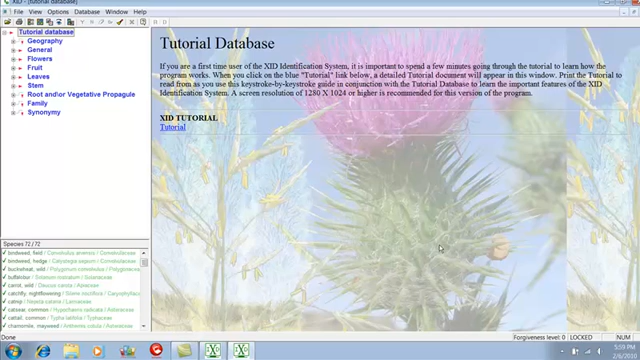 XID - [tutorial database]
File View Options Database Window Help
Tutorial database
Geography
General
Flowers
Fruit
Leaves
Stem
Root and/or Vegetative Propagule
Family
Synonymy
Tutorial Database
If you are a first time user of the XID Identification System, it is important to spend a few minutes going through the tutorial to learn how the
program works. When you click on the blue "Tutorial" link below, a detailed Tutorial document will appear in this window. Print the Tutorial to
read from as you use this keystroke-by-keystroke guide in conjunction with the Tutorial Database to learn the important features of the XID
Identification System. A screen resolution of 1280 X 1024 or higher is recommended for this version of the program.
XID TUTORIAL
Tutorial
Species 72 / 72
bindweed, field / Convolvulus arvensis / Convolvulaceae
bindweed, hedge / Calystegia sepium / Convolvulaceae
buckwheat, wild / Polygonum convolvulus / Polygonaceae
buffalobur / Solanum rostratum / Solanaceae
carrot, wild / Daucus carota / Apiaceae
catchfly, nightflowering / Silene noctiflora / Caryophyllaceae
catnip / Nepeta cataria / Lamiaceae
catsear, common / Hypochaeris radicata / Asteraceae
cattail, common / Typha latifolia / Typhaceae
chamomile, mayweed / Anthemis cotula / Asteraceae
Done
Forgiveness level: 0 LOCKED NUM
5:59 PM
2/6/2010